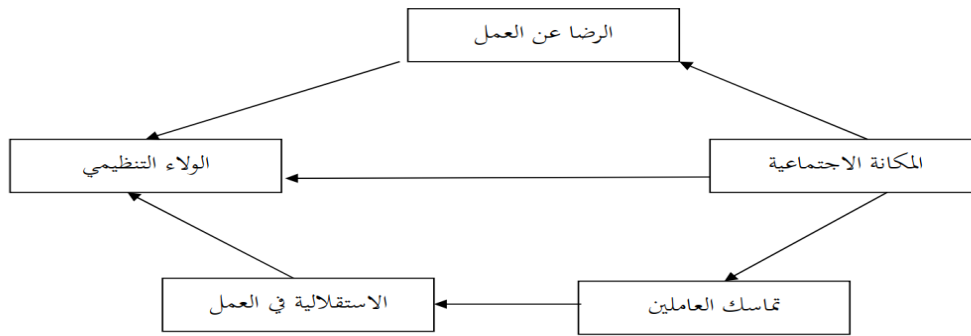 الرضا عن العمل
المكانة الاجتماعية
الولاء التنظيمي
تماسك العاملين
الاستقلالية في العمل